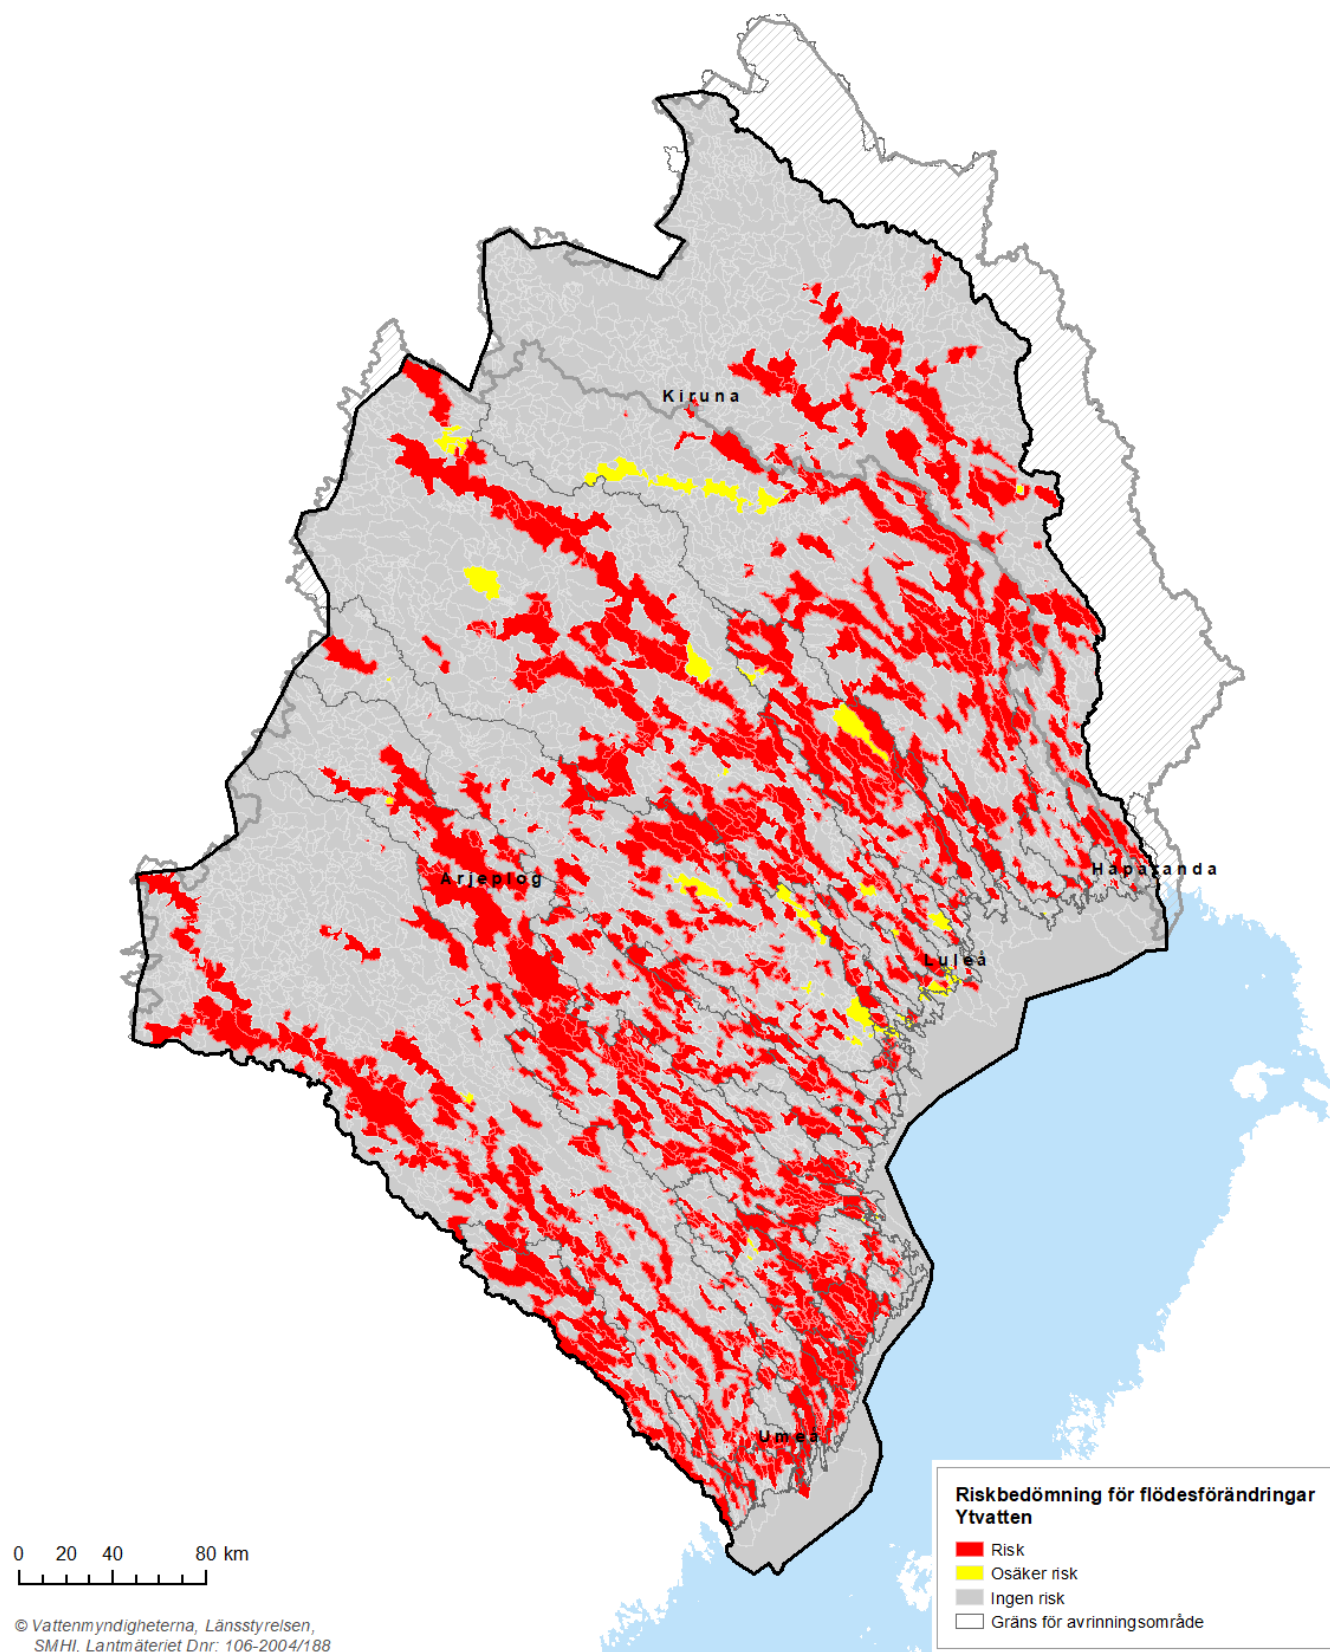 Kiruna
Arjeplog
Haparanda
Luleå
Umeå
Riskbedömning för flödesförändringar
Ytvatten
Risk
Osäker risk
Ingen risk
Gräns för avrinningsområde
0 20 40 80 km
© Vattenmyndigheterna, Länsstyrelsen,
SMHI, Lantmäteriet Dnr: 106-2004/188